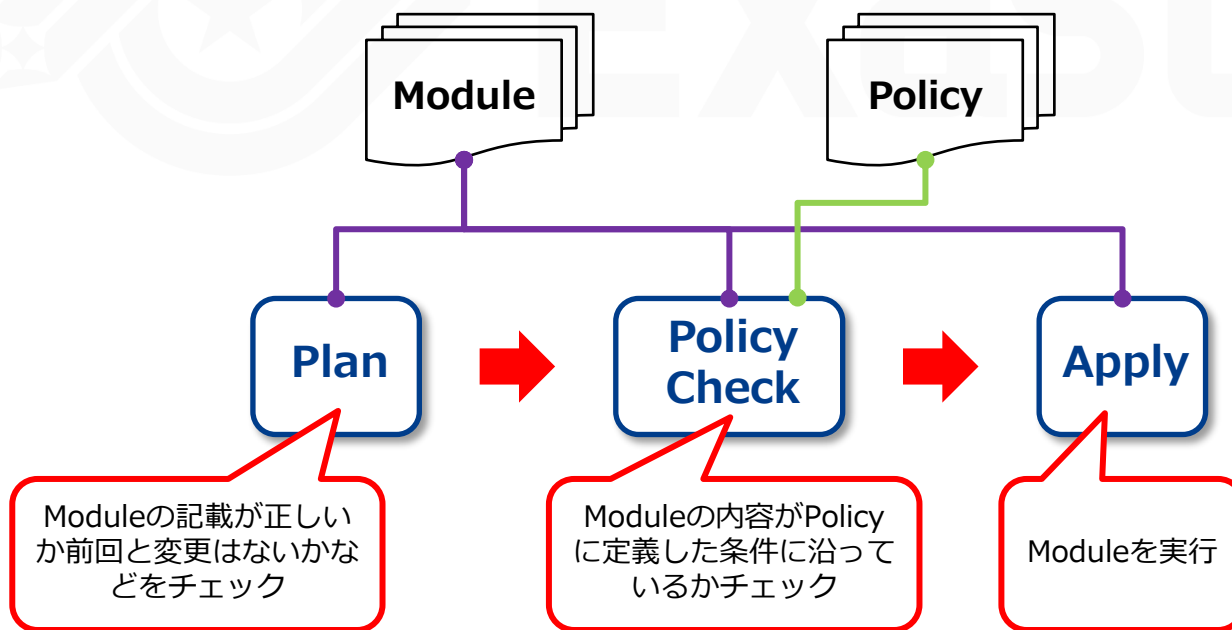 Module
Policy
Plan
Policy
Check
Apply
Moduleの記載が正しい
か前回と変更はないかな
どをチェック
Moduleの内容がPolicy
に定義した条件に沿って
いるかチェック
Moduleを実行